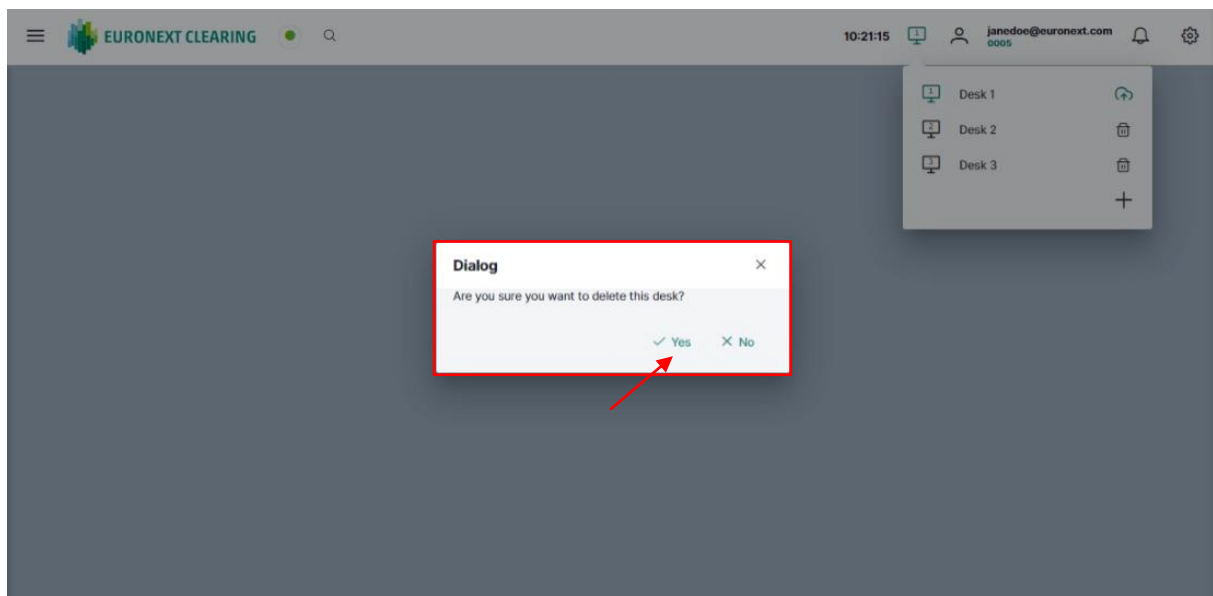 EURONEXT CLEARING
10:21:15
1
janedoe@euronext.com
0005
1 Desk 1
2 Desk 2
3 Desk 3
Dialog
Are you sure you want to delete this desk?
Yes No